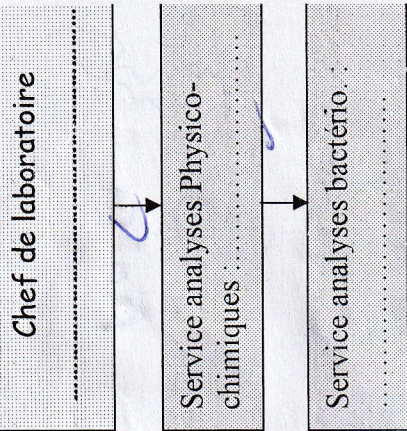 Chef de laboratoire
................................................
Service analyses Physico-
chimiques ..............................
Service analyses bactério. .:
................................